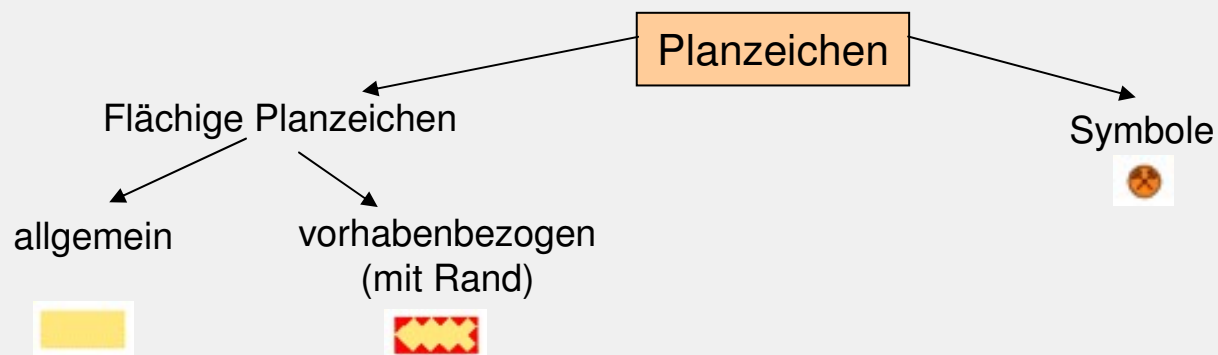 Planzeichen
Flächige Planzeichen
Symbole
allgemein
vorhabenbezogen
(mit Rand)